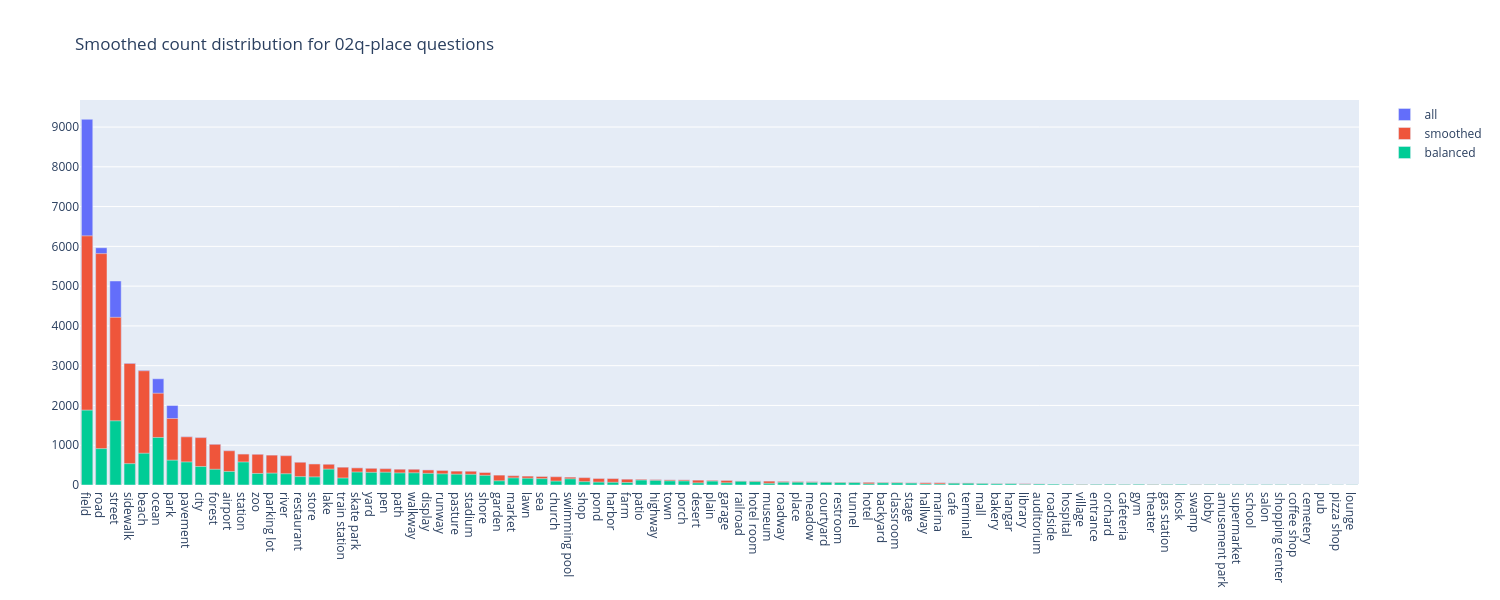 Smoothed count distribution for 02q-place questions
all
smoothed
balanced
9000
8000
7000
6000
5000
4000
3000
2000
1000
0
field
road
street
sidewalk
beach
ocean
park
pavement
city
forest
airport
station
zoo
parking lot
river
restaurant
store
lake
train station
skate park
yard
pen
path
walkway
display
runway
pasture
stadium
shore
garden
market
lawn
sea
church
swimming pool
shop
pond
harbor
farm
patio
highway
town
porch
desert
plain
garage
railroad
hotel room
museum
roadway
place
meadow
courtyard
restroom
tunnel
hotel
backyard
classroom
stage
hallway
marina
cafe
terminal
mall
bakery
hangar
library
auditorium
roadside
hospital
village
entrance
orchard
cafeteria
gym
theater
gas station
kiosk
swamp
lobby
amusement park
supermarket
school
salon
shopping center
coffee shop
cemetery
pub
pizza shop
lounge